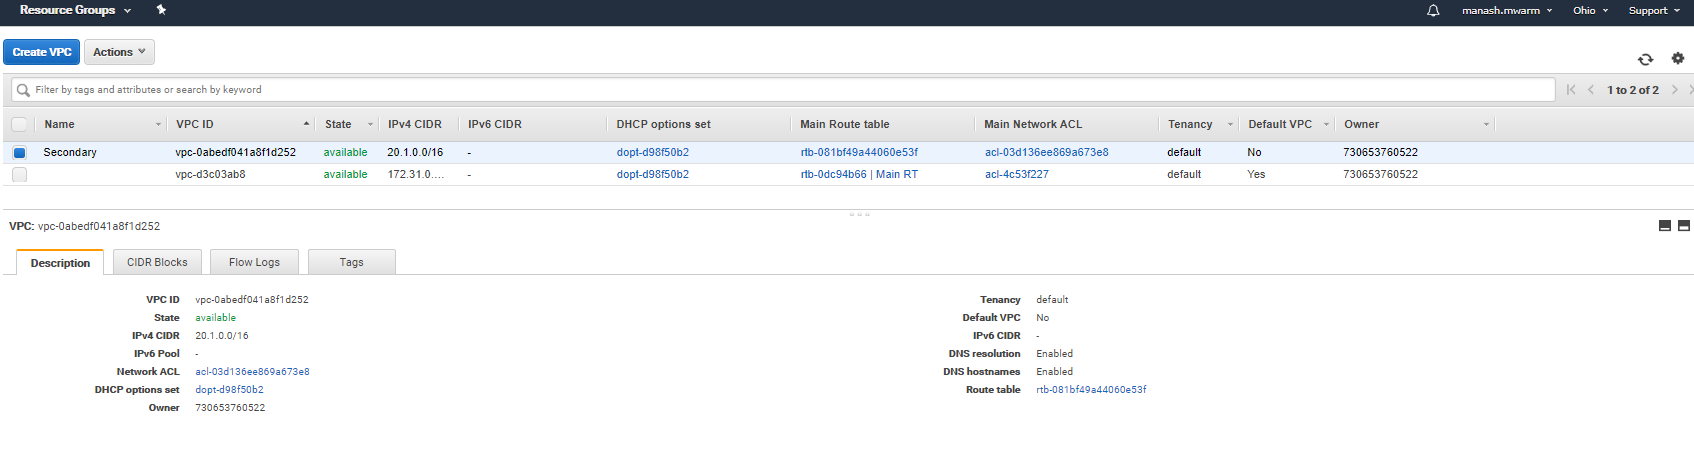 Resource Groups manash.mwarm Ohio Support
Create VPC Actions
Filter by tags and attributes or search by keyword 1 to 2 of 2
Name VPC ID State IPv4 CIDR IPv6 CIDR DHCP options set Main Route table Main Network ACL Tenancy Default VPC Owner
Secondary vpc-0abedf041a8f1d252 available 20.1.0.0/16 - dopt-d98f50b2 rtb-081bf49a44060e53f acl-03d136ee869a673e8 default No 730653760522
vpc-d3c03ab8 available 172.31.0.... - dopt-d98f50b2 rtb-0dc94b66 | Main RT acl-4c53f227 default Yes 730653760522
VPC: vpc-0abedf041a8f1d252
Description CIDR Blocks Flow Logs Tags
VPC ID vpc-0abedf041a8f1d252 Tenancy default
State available Default VPC No
IPv4 CIDR 20.1.0.0/16 IPv6 CIDR -
IPv6 Pool - DNS resolution Enabled
Network ACL acl-03d136ee869a673e8 DNS hostnames Enabled
DHCP options set dopt-d98f50b2 Route table rtb-081bf49a44060e53f
Owner 730653760522